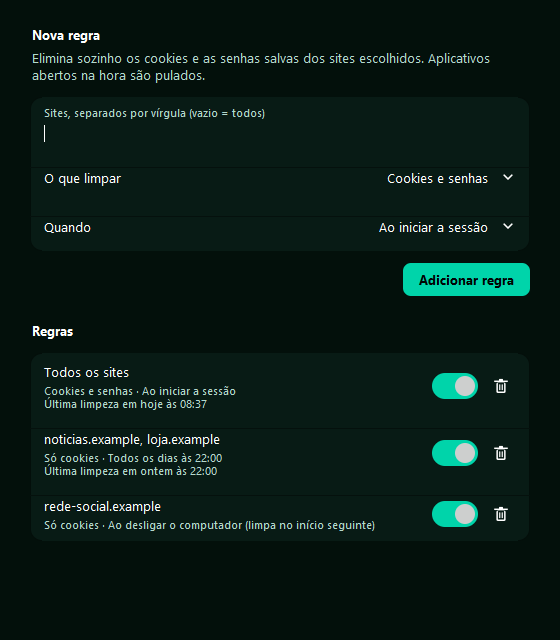 Nova regra
Elimina sozinho os cookies e as senhas salvas dos sites escolhidos. Aplicativos
abertos na hora são pulados.
Sites, separados por vírgula (vazio = todos)
O que limpar
Cookies e senhas
Quando
Ao iniciar a sessão
Adicionar regra
Regras
Todos os sites
Cookies e senhas · Ao iniciar a sessão
Última limpeza em hoje às 08:37
noticias.example, loja.example
Só cookies · Todos os dias às 22:00
Última limpeza em ontem às 22:00
rede-social.example
Só cookies · Ao desligar o computador (limpa no início seguinte)